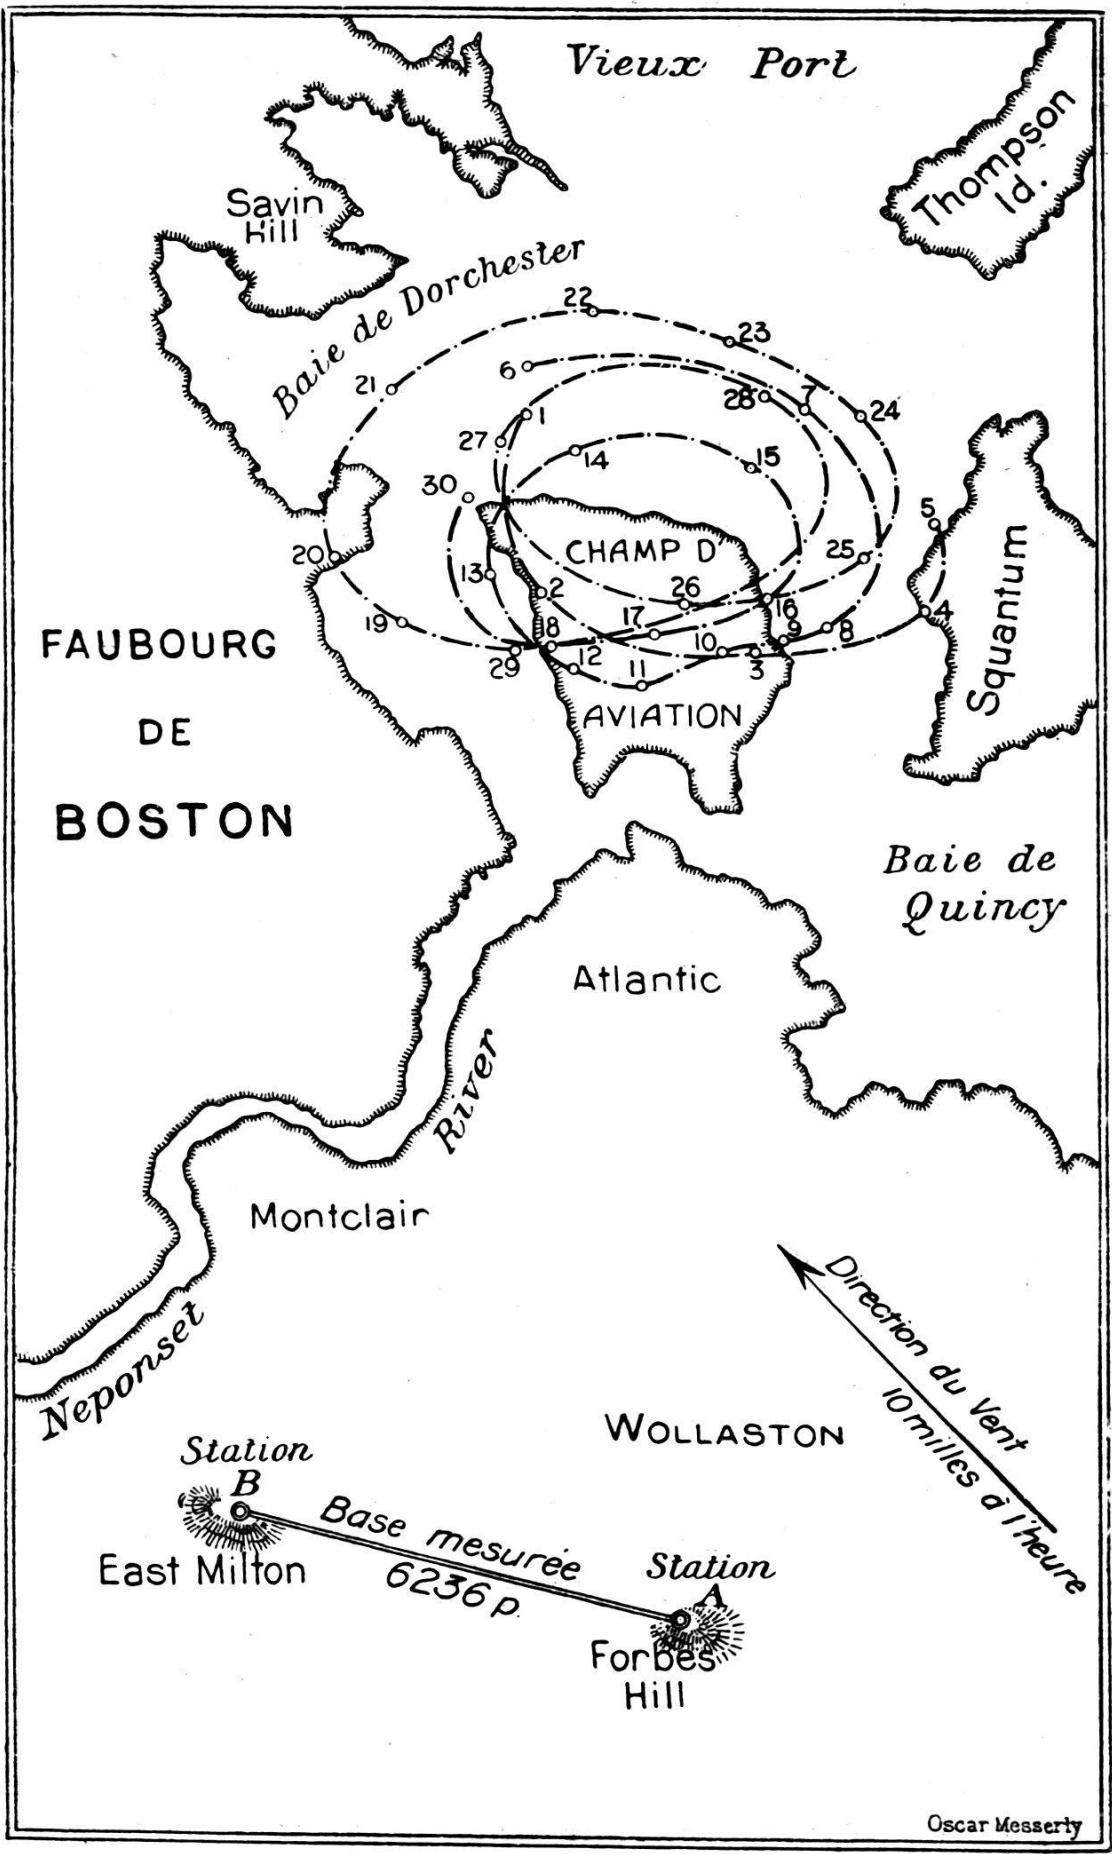 Vieux Port
Thompson
Id.
Savin
Hill
Baie de Dorchester
22
23
6
21
28
7
24
1
27
14
15
30
5
CHAMP D'
25
20
13
2
26
16
4
Squantum
19
17
18
9
8
10
29
12
3
11
FAUBOURG
DE
BOSTON
AVIATION
Baie de
Quincy
Atlantic
River
Montclair
Neponset
Direction du Vent
10 milles à l'heure
WOLLASTON
Station
B
East Milton
Base mesurée
6236 p.
Station
A
Forbes
Hill
Oscar Messerly